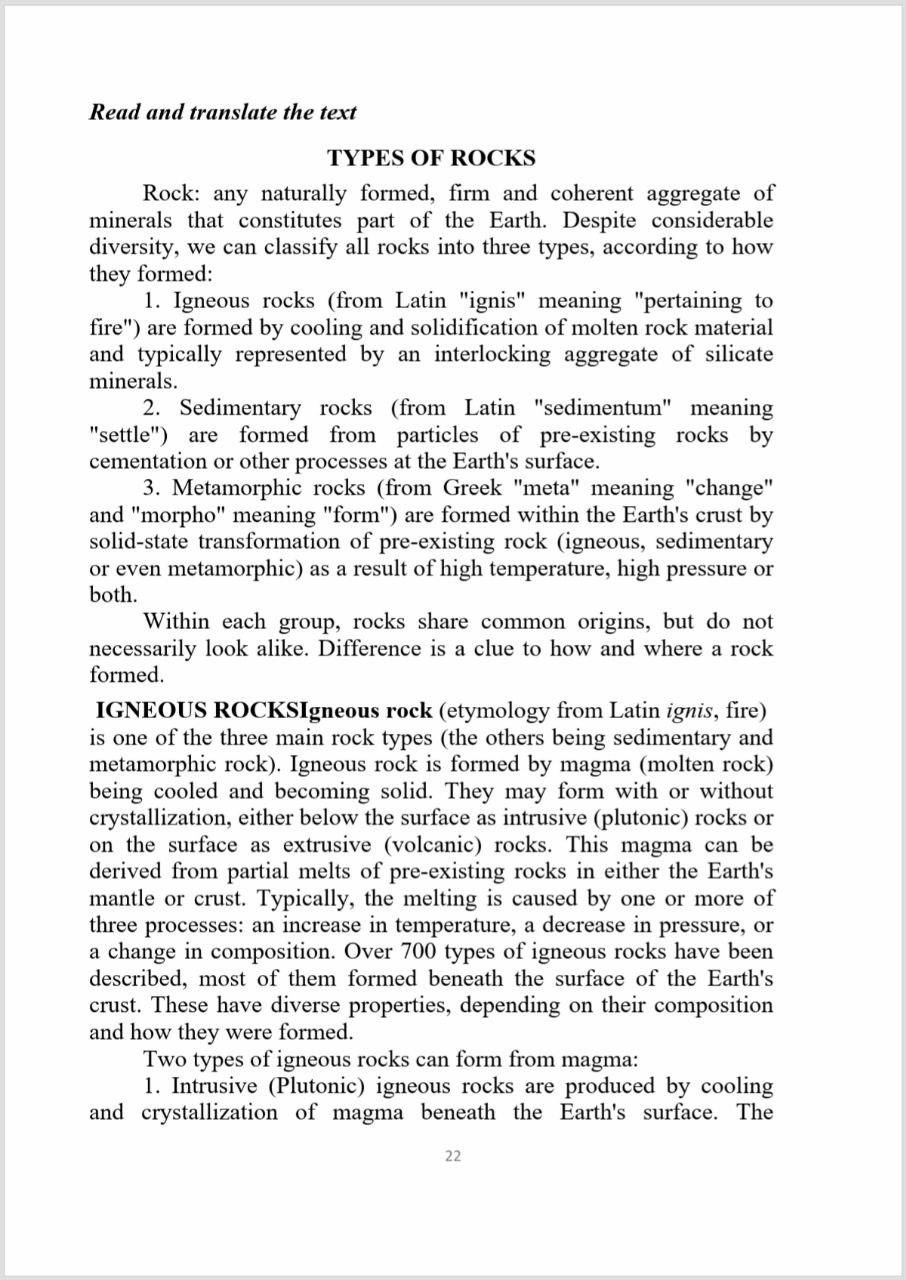 Read and translate the text
TYPES OF ROCKS
Rock: any naturally formed, firm and coherent aggregate of
minerals that constitutes part of the Earth. Despite considerable
diversity, we can classify all rocks into three types, according to how
they formed:
1. Igneous rocks (from Latin "ignis" meaning "pertaining to
fire") are formed by cooling and solidification of molten rock material
and typically represented by an interlocking aggregate of silicate
minerals.
2. Sedimentary rocks (from Latin "sedimentum" meaning
"settle") are formed from particles of pre-existing rocks by
cementation or other processes at the Earth's surface.
3. Metamorphic rocks (from Greek "meta" meaning "change"
and "morpho" meaning "form") are formed within the Earth's crust by
solid-state transformation of pre-existing rock (igneous, sedimentary
or even metamorphic) as a result of high temperature, high pressure or
both.
Within each group, rocks share common origins, but do not
necessarily look alike. Difference is a clue to how and where a rock
formed.
IGNEOUS ROCKSIgneous rock (etymology from Latin ignis, fire)
is one of the three main rock types (the others being sedimentary and
metamorphic rock). Igneous rock is formed by magma (molten rock)
being cooled and becoming solid. They may form with or without
crystallization, either below the surface as intrusive (plutonic) rocks or
on the surface as extrusive (volcanic) rocks. This magma can be
derived from partial melts of pre-existing rocks in either the Earth's
mantle or crust. Typically, the melting is caused by one or more of
three processes: an increase in temperature, a decrease in pressure, or
a change in composition. Over 700 types of igneous rocks have been
described, most of them formed beneath the surface of the Earth's
crust. These have diverse properties, depending on their composition
and how they were formed.
Two types of igneous rocks can form from magma:
1. Intrusive (Plutonic) igneous rocks are produced by cooling
and crystallization of magma beneath the Earth's surface. The
22